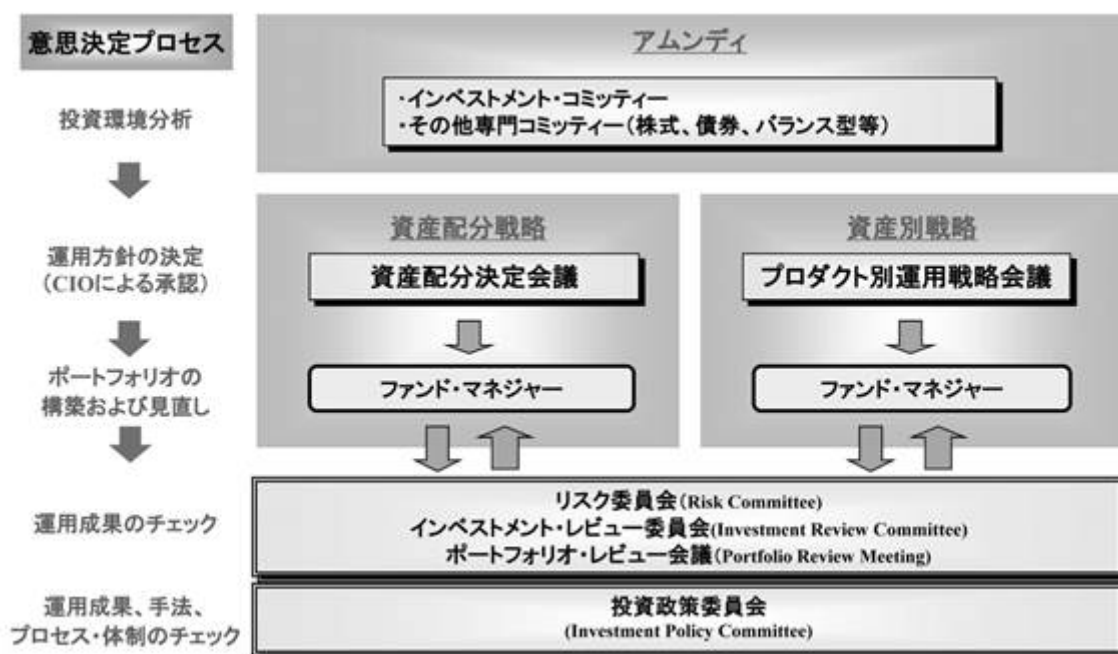 意思決定プロセス
アムンディ
・インベストメント・コミッティー
・その他専門コミッティー（株式、債券、バランス型等）
投資環境分析
運用方針の決定
（CIOによる承認）
資産配分戦略
資産配分決定会議
資産別戦略
プロダクト別運用戦略会議
ポートフォリオの
構築および見直し
ファンド・マネジャー
ファンド・マネジャー
運用成果のチェック
リスク委員会(Risk Committee)
インベストメント・レビュー委員会(Investment Review Committee)
ポートフォリオ・レビュー会議(Portfolio Review Meeting)
運用成果、手法、
プロセス・体制のチェック
投資政策委員会
(Investment Policy Committee)